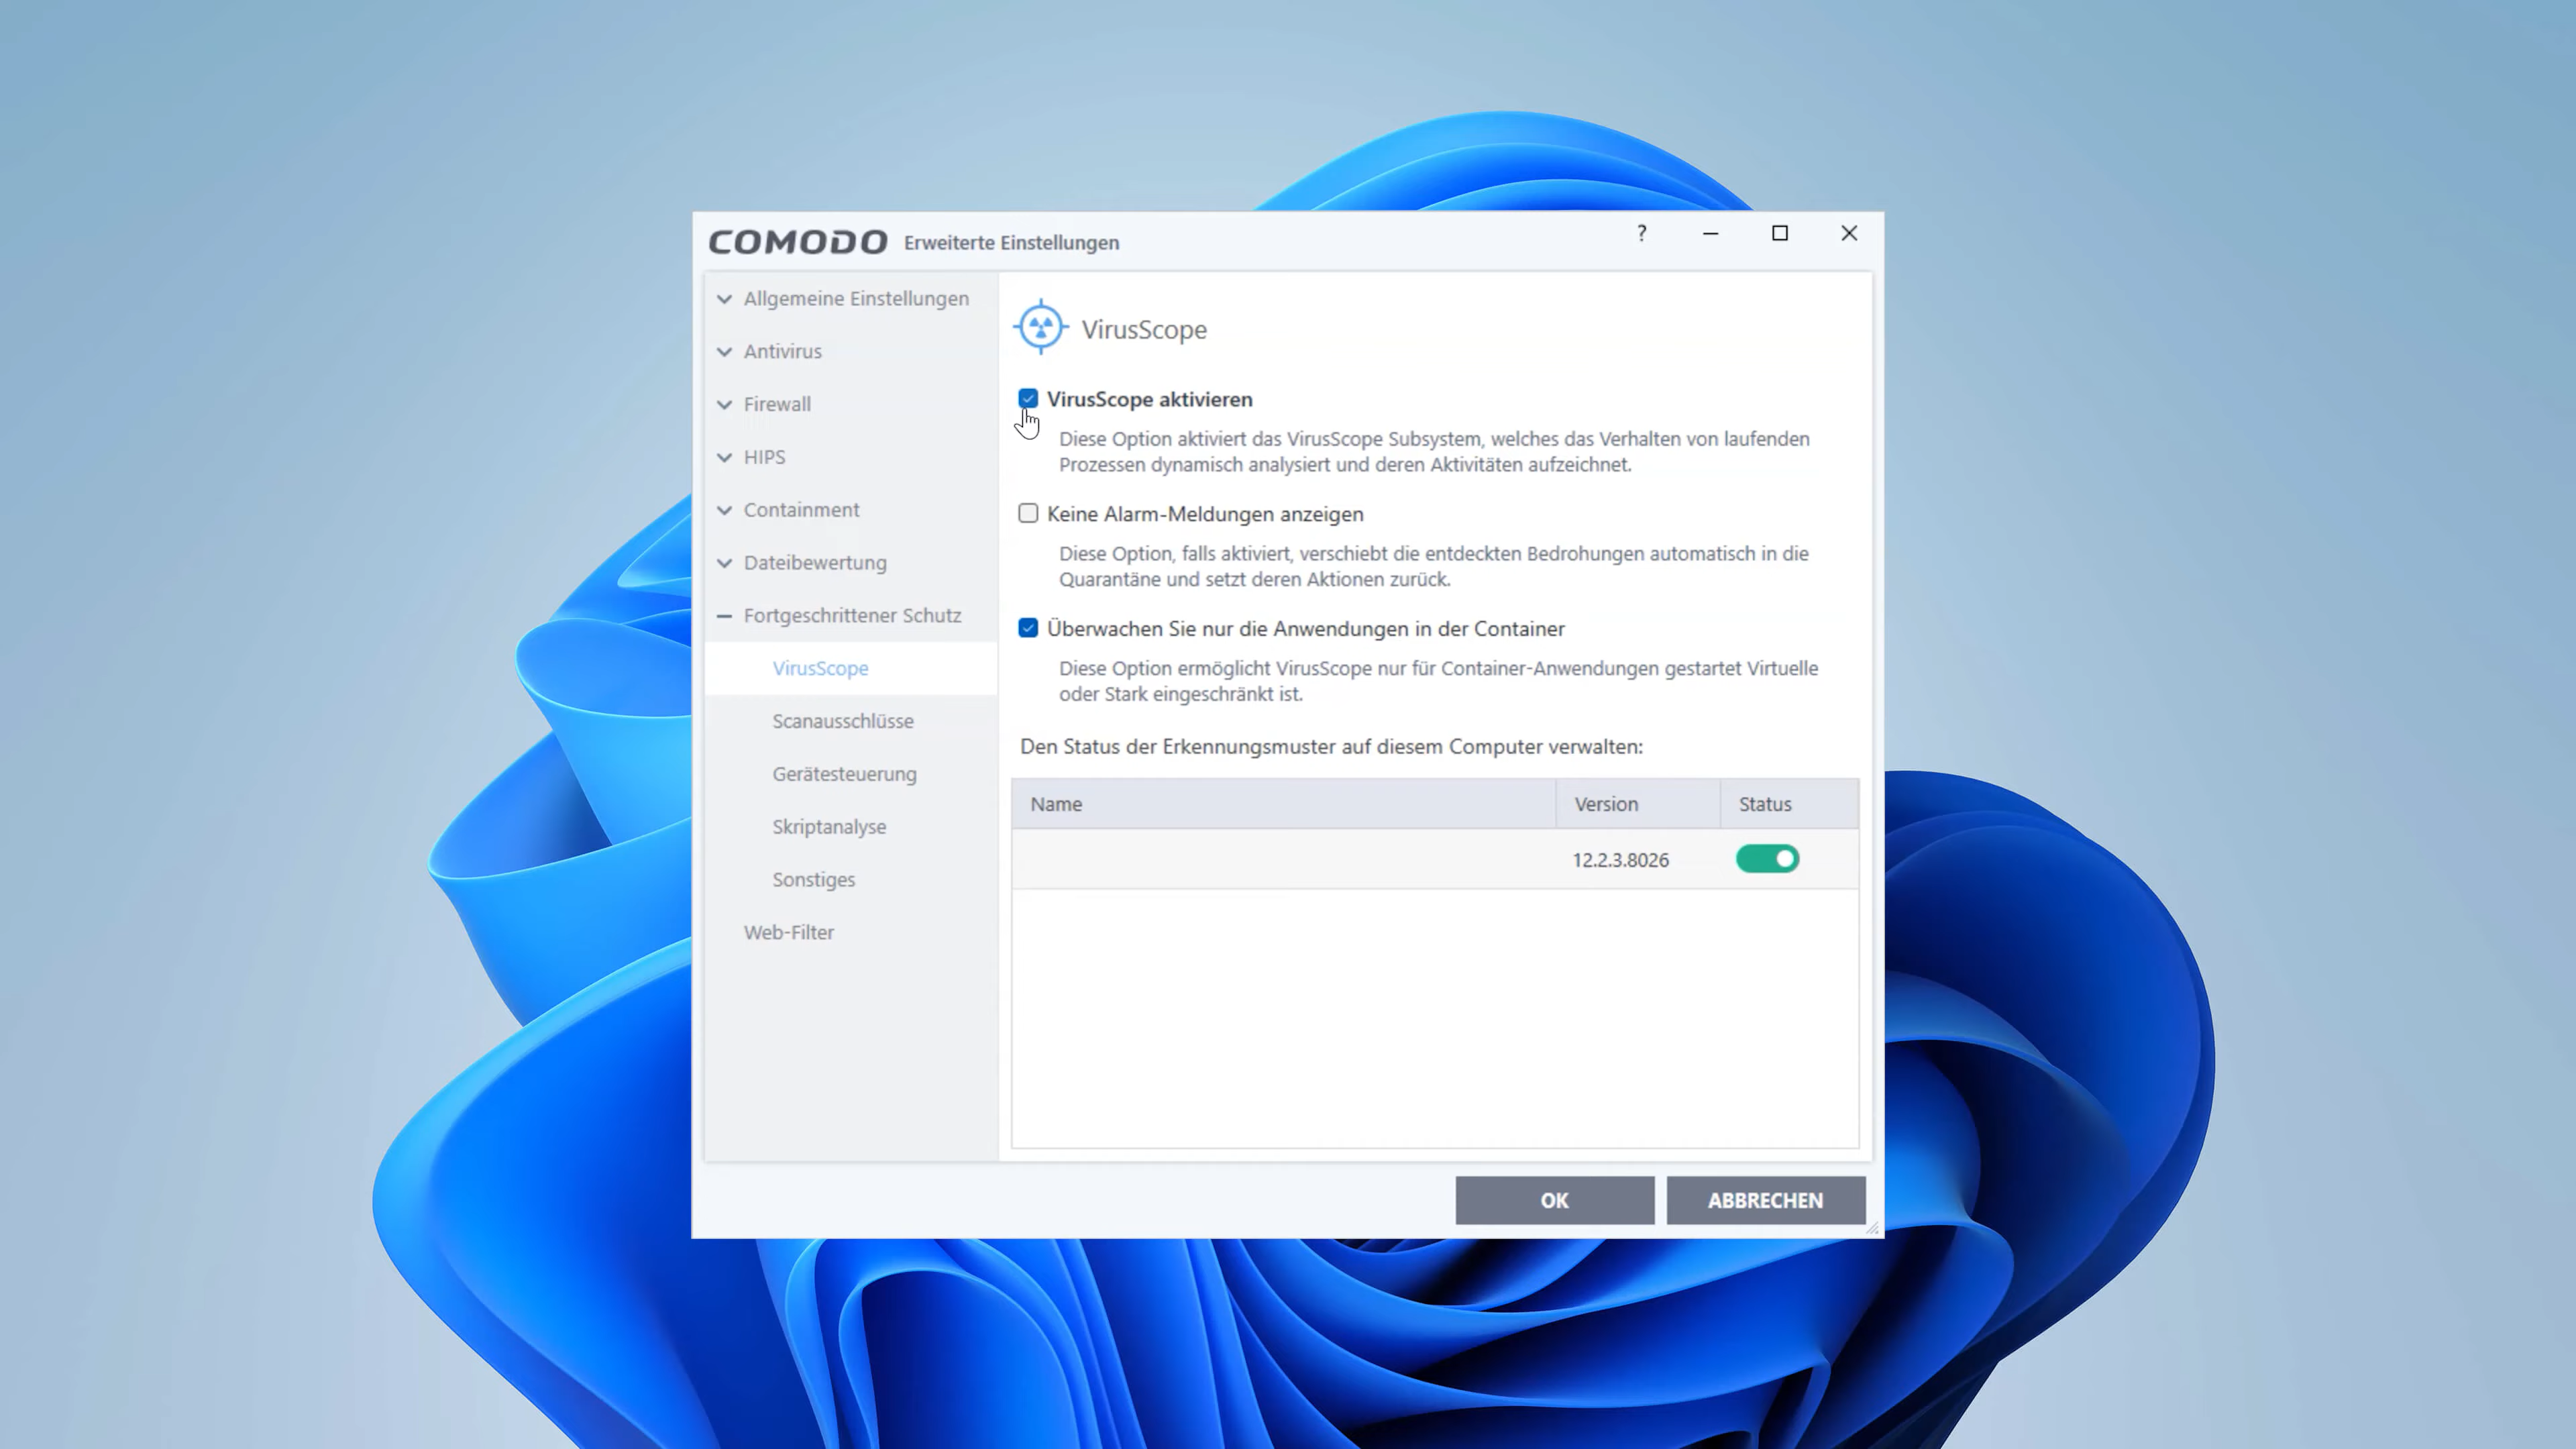 COMODO Erweiterte Einstellungen
?
Allgemeine Einstellungen
Antivirus
Firewall
HIPS
Containment
Dateibewertung
Fortgeschrittener Schutz
VirusScope
Scanausschlüsse
Gerätesteuerung
Skriptanalyse
Sonstiges
Web-Filter
VirusScope
VirusScope aktivieren
Diese Option aktiviert das VirusScope Subsystem, welches das Verhalten von laufenden
Prozessen dynamisch analysiert und deren Aktivitäten aufzeichnet.
Keine Alarm-Meldungen anzeigen
Diese Option, falls aktiviert, verschiebt die entdeckten Bedrohungen automatisch in die
Quarantäne und setzt deren Aktionen zurück.
Überwachen Sie nur die Anwendungen in der Container
Diese Option ermöglicht VirusScope nur für Container-Anwendungen gestartet Virtuelle
oder Stark eingeschränkt ist.
Den Status der Erkennungsmuster auf diesem Computer verwalten:
Name Version Status
12.2.3.8026
OK ABBRECHEN